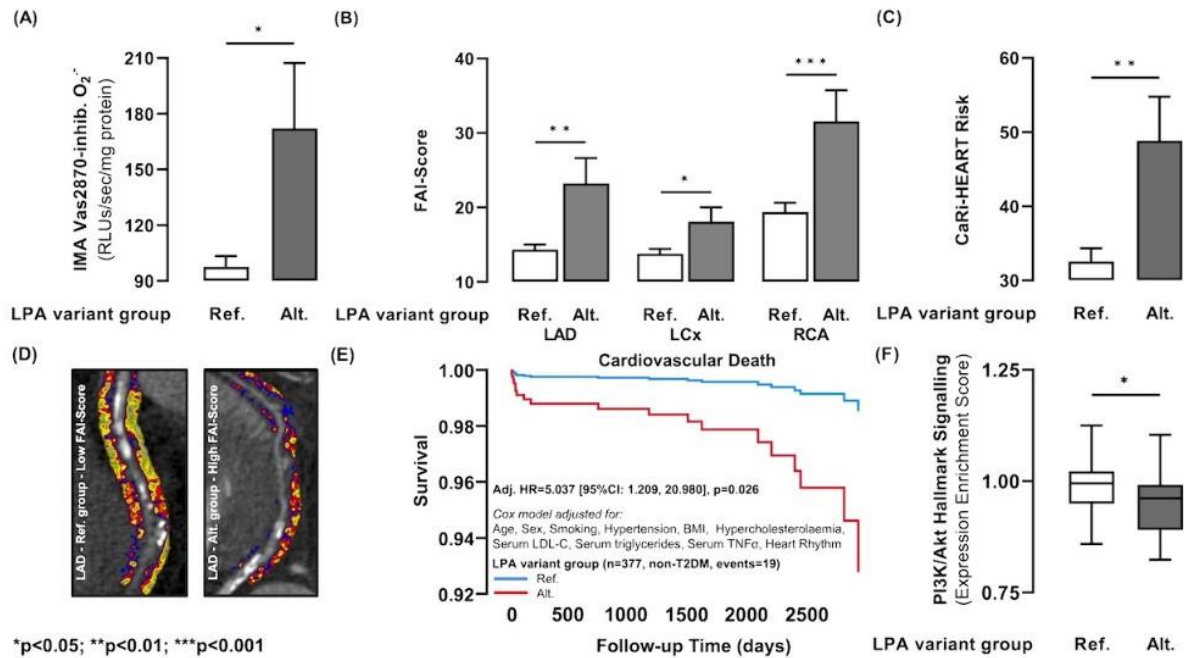 (A)
*
IMA Vas2870-inhib. O2·-
(RLUs/sec/mg protein)
210
170
130
90
LPA variant group
Ref.
Alt.
(B)
FAI-Score
40
30
20
10
**
*
***
LPA variant group
Ref.
Alt.
Ref.
Alt.
Ref.
Alt.
LAD
LCx
RCA
(C)
CaRi-HEART Risk
60
50
40
30
**
LPA variant group
Ref.
Alt.
(D)
LAD - Ref. group - Low FAI-Score
LAD - Alt. group - High FAI-Score
*p<0.05; **p<0.01; ***p<0.001
(E)
Cardiovascular Death
Survival
1.00
0.98
0.96
0.94
0.92
Adj. HR=5.037 [95%CI: 1.209, 20.980], p=0.026
Cox model adjusted for:
Age, Sex, Smoking, Hypertension, BMI, Hypercholesterolaemia,
Serum LDL-C, Serum triglycerides, Serum TNFα, Heart Rhythm
LPA variant group (n=377, non-T2DM, events=19)
Ref.
Alt.
0 500 1000 1500 2000 2500
Follow-up Time (days)
(F)
PI3K/Akt Hallmark Signalling
(Expression Enrichment Score)
1.25
1.00
0.75
*
LPA variant group
Ref.
Alt.